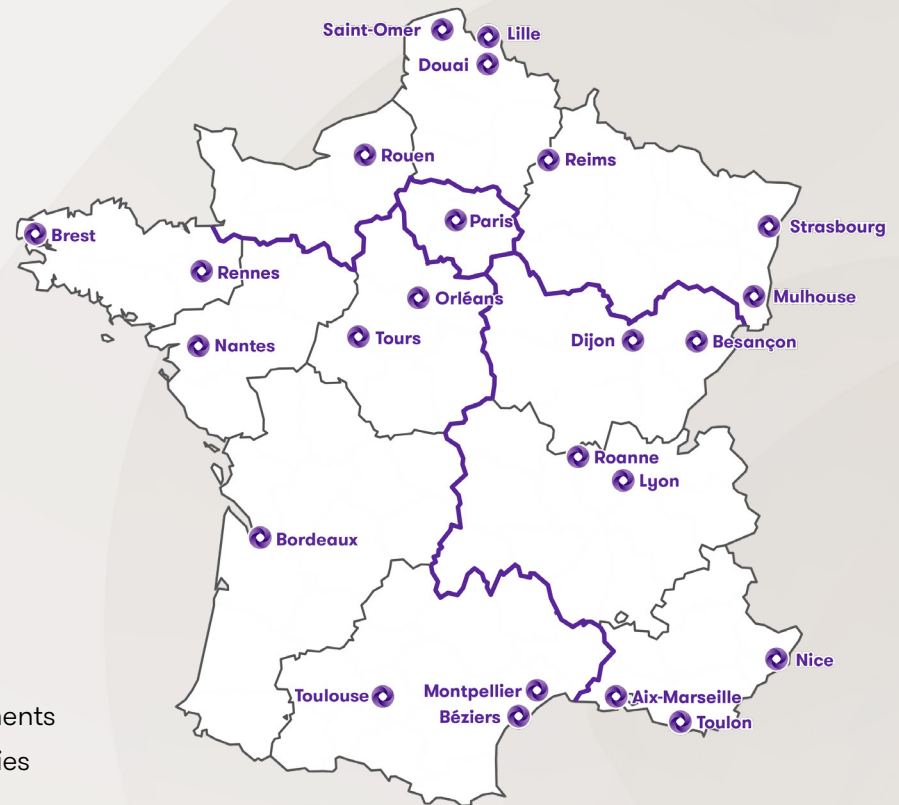 Saint-Omer
Lille
Douai
Rouen
Reims
Paris
Brest
Strasbourg
Rennes
Orléans
Mulhouse
Nantes
Tours
Dijon
Besançon
Roanne
Lyon
Bordeaux
Nice
Toulouse
Montpellier
Aix-Marseille
Béziers
Toulon